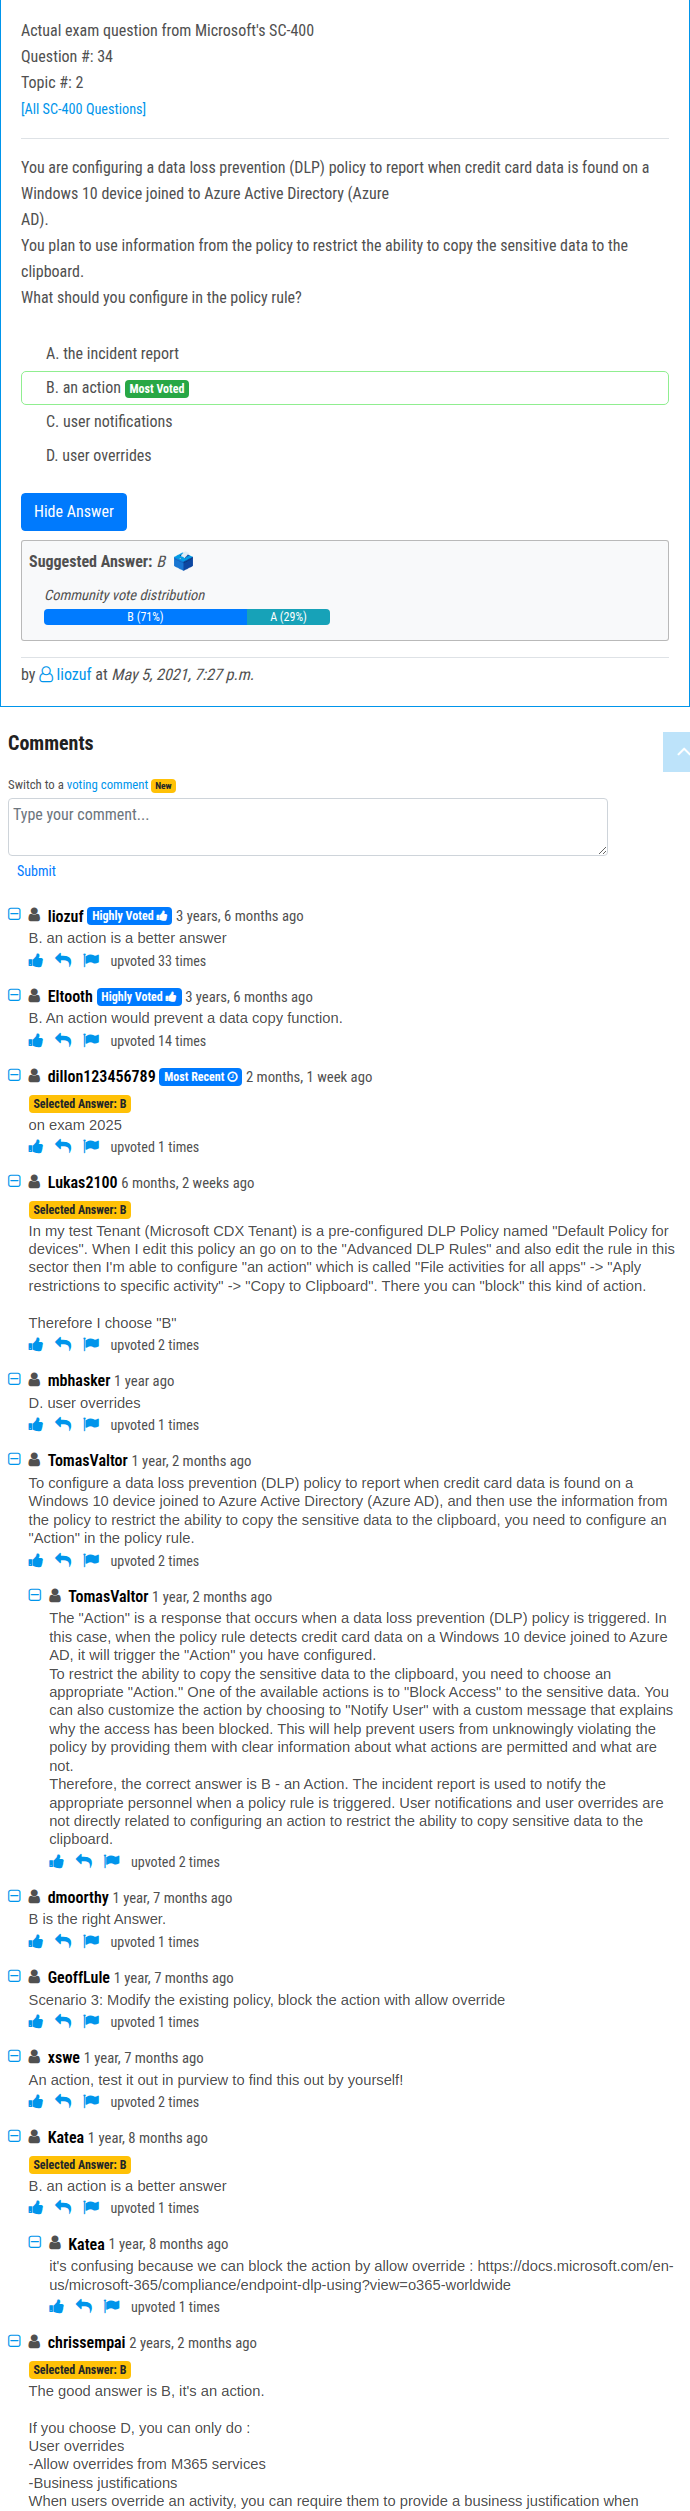 Actual exam question from Microsoft's SC-400
Question #: 34
Topic #: 2
[All SC-400 Questions]
You are configuring a data loss prevention (DLP) policy to report when credit card data is found on a
Windows 10 device joined to Azure Active Directory (Azure
AD).
You plan to use information from the policy to restrict the ability to copy the sensitive data to the
clipboard.
What should you configure in the policy rule?
A. the incident report
B. an action Most Voted
C. user notifications
D. user overrides
Hide Answer
Suggested Answer: B
Community vote distribution
B (71%) A (29%)
by liozuf at May 5, 2021, 7:27 p.m.
Comments
Switch to a voting comment New
Type your comment...
Submit
liozuf Highly Voted 3 years, 6 months ago
B. an action is a better answer
upvoted 33 times
Eltooth Highly Voted 3 years, 6 months ago
B. An action would prevent a data copy function.
upvoted 14 times
dillon123456789 Most Recent 2 months, 1 week ago
Selected Answer: B
on exam 2025
upvoted 1 times
Lukas2100 6 months, 2 weeks ago
Selected Answer: B
In my test Tenant (Microsoft CDX Tenant) is a pre-configured DLP Policy named "Default Policy for
devices". When I edit this policy an go on to the "Advanced DLP Rules" and also edit the rule in this
sector then I'm able to configure "an action" which is called "File activities for all apps" -> "Aply
restrictions to specific activity" -> "Copy to Clipboard". There you can "block" this kind of action.
Therefore I choose "B"
upvoted 2 times
mbhasker 1 year ago
D. user overrides
upvoted 1 times
TomasValtor 1 year, 2 months ago
To configure a data loss prevention (DLP) policy to report when credit card data is found on a
Windows 10 device joined to Azure Active Directory (Azure AD), and then use the information from
the policy to restrict the ability to copy the sensitive data to the clipboard, you need to configure an
"Action" in the policy rule.
upvoted 2 times
TomasValtor 1 year, 2 months ago
The "Action" is a response that occurs when a data loss prevention (DLP) policy is triggered. In
this case, when the policy rule detects credit card data on a Windows 10 device joined to Azure
AD, it will trigger the "Action" you have configured.
To restrict the ability to copy the sensitive data to the clipboard, you need to choose an
appropriate "Action." One of the available actions is to "Block Access" to the sensitive data. You
can also customize the action by choosing to "Notify User" with a custom message that explains
why the access has been blocked. This will help prevent users from unknowingly violating the
policy by providing them with clear information about what actions are permitted and what are
not.
Therefore, the correct answer is B - an Action. The incident report is used to notify the
appropriate personnel when a policy rule is triggered. User notifications and user overrides are
not directly related to configuring an action to restrict the ability to copy sensitive data to the
clipboard.
upvoted 2 times
dmoorthy 1 year, 7 months ago
B is the right Answer.
upvoted 1 times
GeoffLule 1 year, 7 months ago
Scenario 3: Modify the existing policy, block the action with allow override
upvoted 1 times
xswe 1 year, 7 months ago
An action, test it out in purview to find this out by yourself!
upvoted 2 times
Katea 1 year, 8 months ago
Selected Answer: B
B. an action is a better answer
upvoted 1 times
Katea 1 year, 8 months ago
it's confusing because we can block the action by allow override : https://docs.microsoft.com/en-
us/microsoft-365/compliance/endpoint-dlp-using?view=o365-worldwide
upvoted 1 times
chrissempai 2 years, 2 months ago
Selected Answer: B
The good answer is B, it's an action.
If you choose D, you can only do :
User overrides
-Allow overrides from M365 services
-Business justifications
When users override an activity, you can require them to provide a business justification when